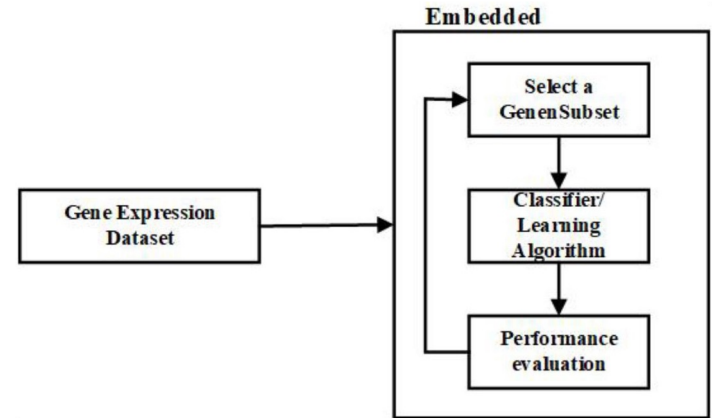 Embedded
Select a
GenenSubset
Gene Expression
Dataset
Classifier/
Learning
Algorithm
Performance
evaluation